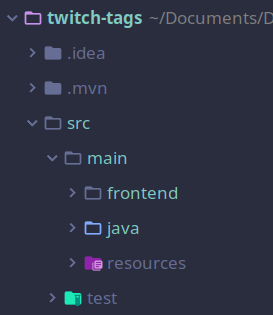 twitch-tags ~/Documents/D
.idea
.mvn
src
main
frontend
java
resources
test